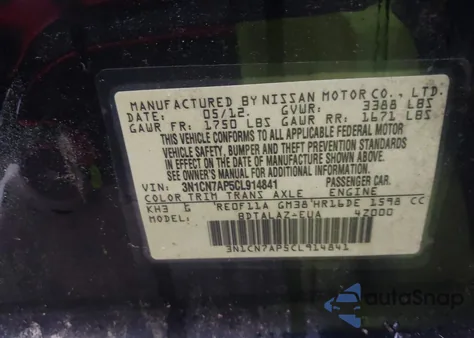 MANUFACTURED BY NISSAN MOTOR CO., LTD.
DATE: 05/12. GVWR: 3388 LBS
GAWR FR: 1750 LBS GAWR RR: 1671 LBS
THIS VEHICLE CONFORMS TO ALL APPLICABLE FEDERAL MOTOR
VEHICLE SAFETY, BUMPER AND THEFT PREVENTION STANDARDS
IN EFFECT ON THE DATE OF MANUFACTURE SHOWN ABOVE.
SEE OWNER'S MANUAL FOR ADDITIONAL INFORMATION.
VIN: 3N1CN7AP5CL914841 PASSENGER CAR.
COLOR TRIM TRANS AXLE ENGINE
KH3 G RE0F11A GM38 HR16DE 1598 CC
MODEL: BDTALAZ-EUA 4Z000
3N1CN7AP5CL914841
autoSnap